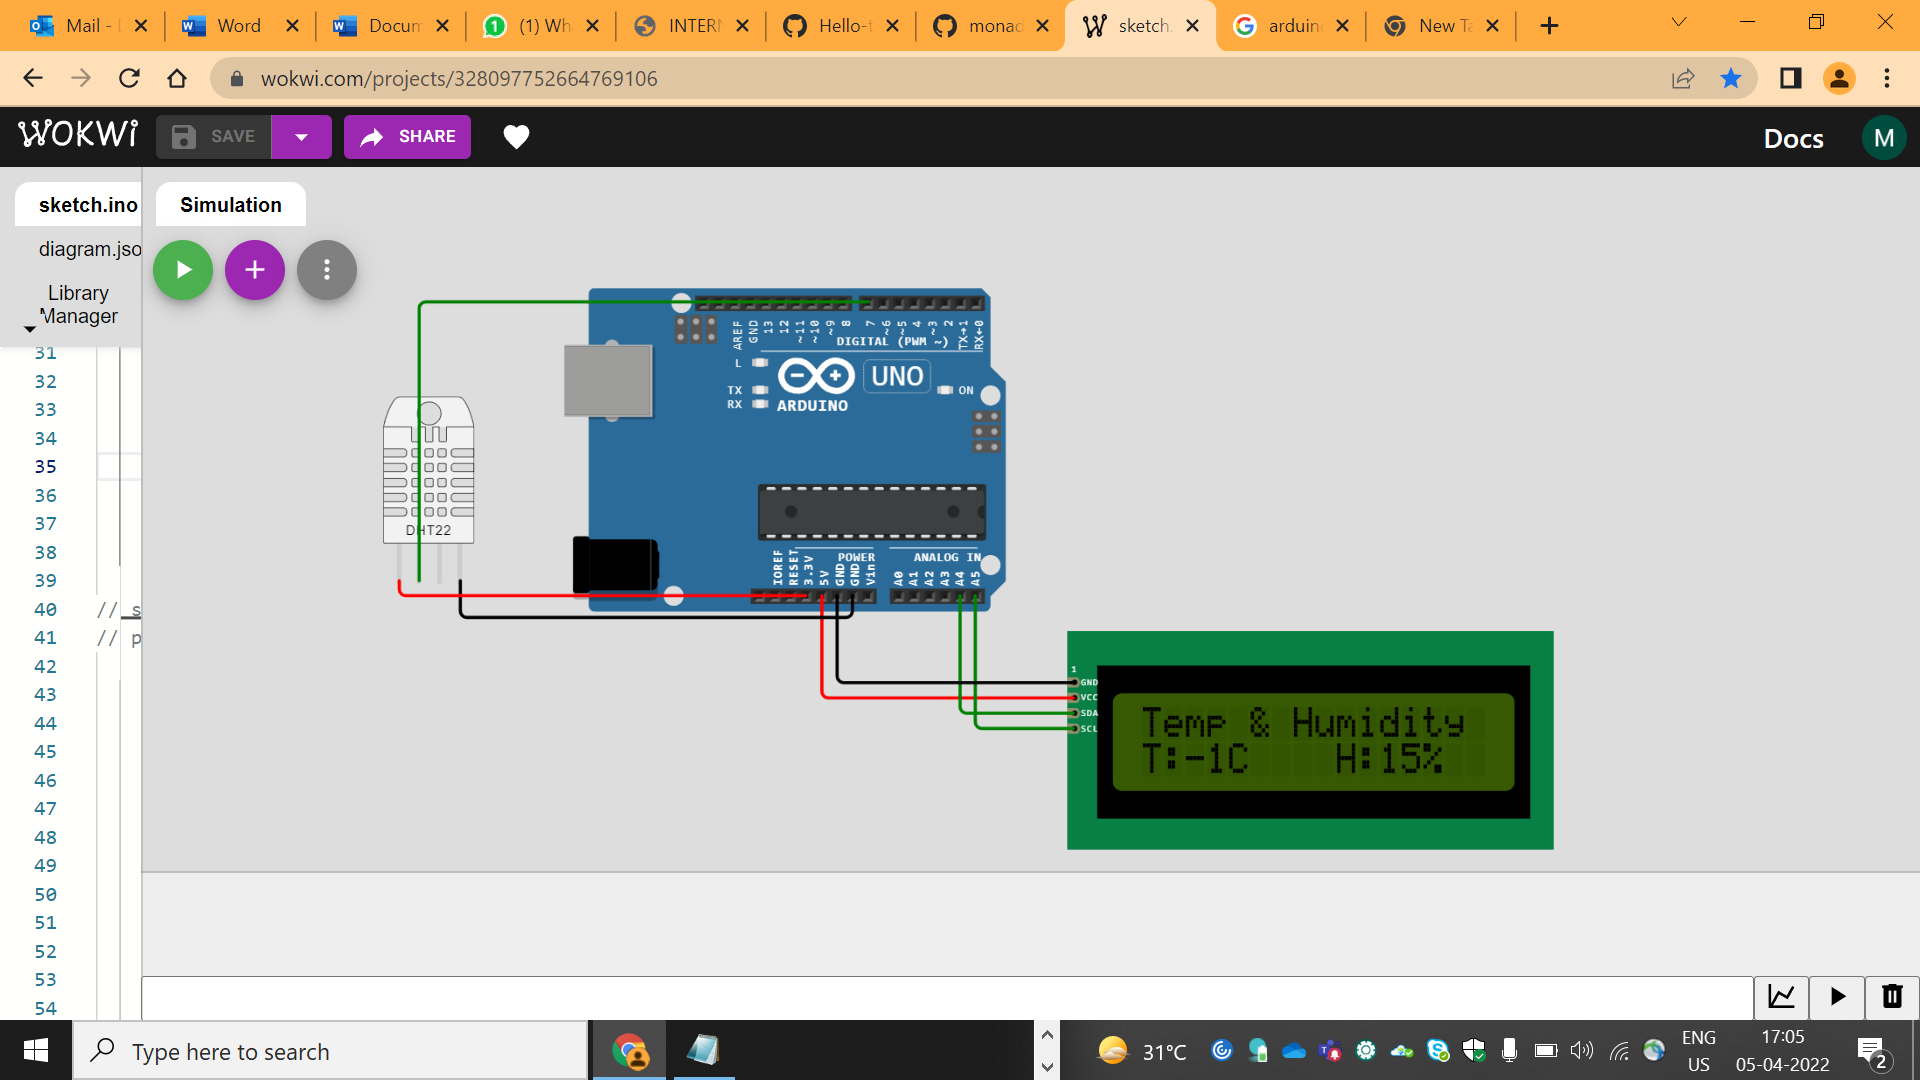 Mail - L
Word
Docum
(1) Wh
INTERN
Hello-t
monac
sketch.
arduin
New Ta
wokwi.com/projects/328097752664769106
WOKWi
SAVE
SHARE
Docs
M
sketch.ino
Simulation
diagram.jso
Library
Manager
31
32
33
34
35
36
37
38
39
40 // s
41 // p
42
43
44
45
46
47
48
49
50
51
52
53
54
AREF GND 13 12 ~11 ~10 ~9 8 7 ~6 ~5 4 ~3 2 TX→1 RX←0
DIGITAL (PWM ~)
L
TX
RX
UNO
ON
ARDUINO
DHT22
POWER
ANALOG IN
IOREF RESET 3.3V 5V GND GND Vin A0 A1 A2 A3 A4 A5
1
GND
VCC
SDA
SCL
Temp & Humidity
T:-1C H:15%
Type here to search
31°C
ENG
US
17:05
05-04-2022
2